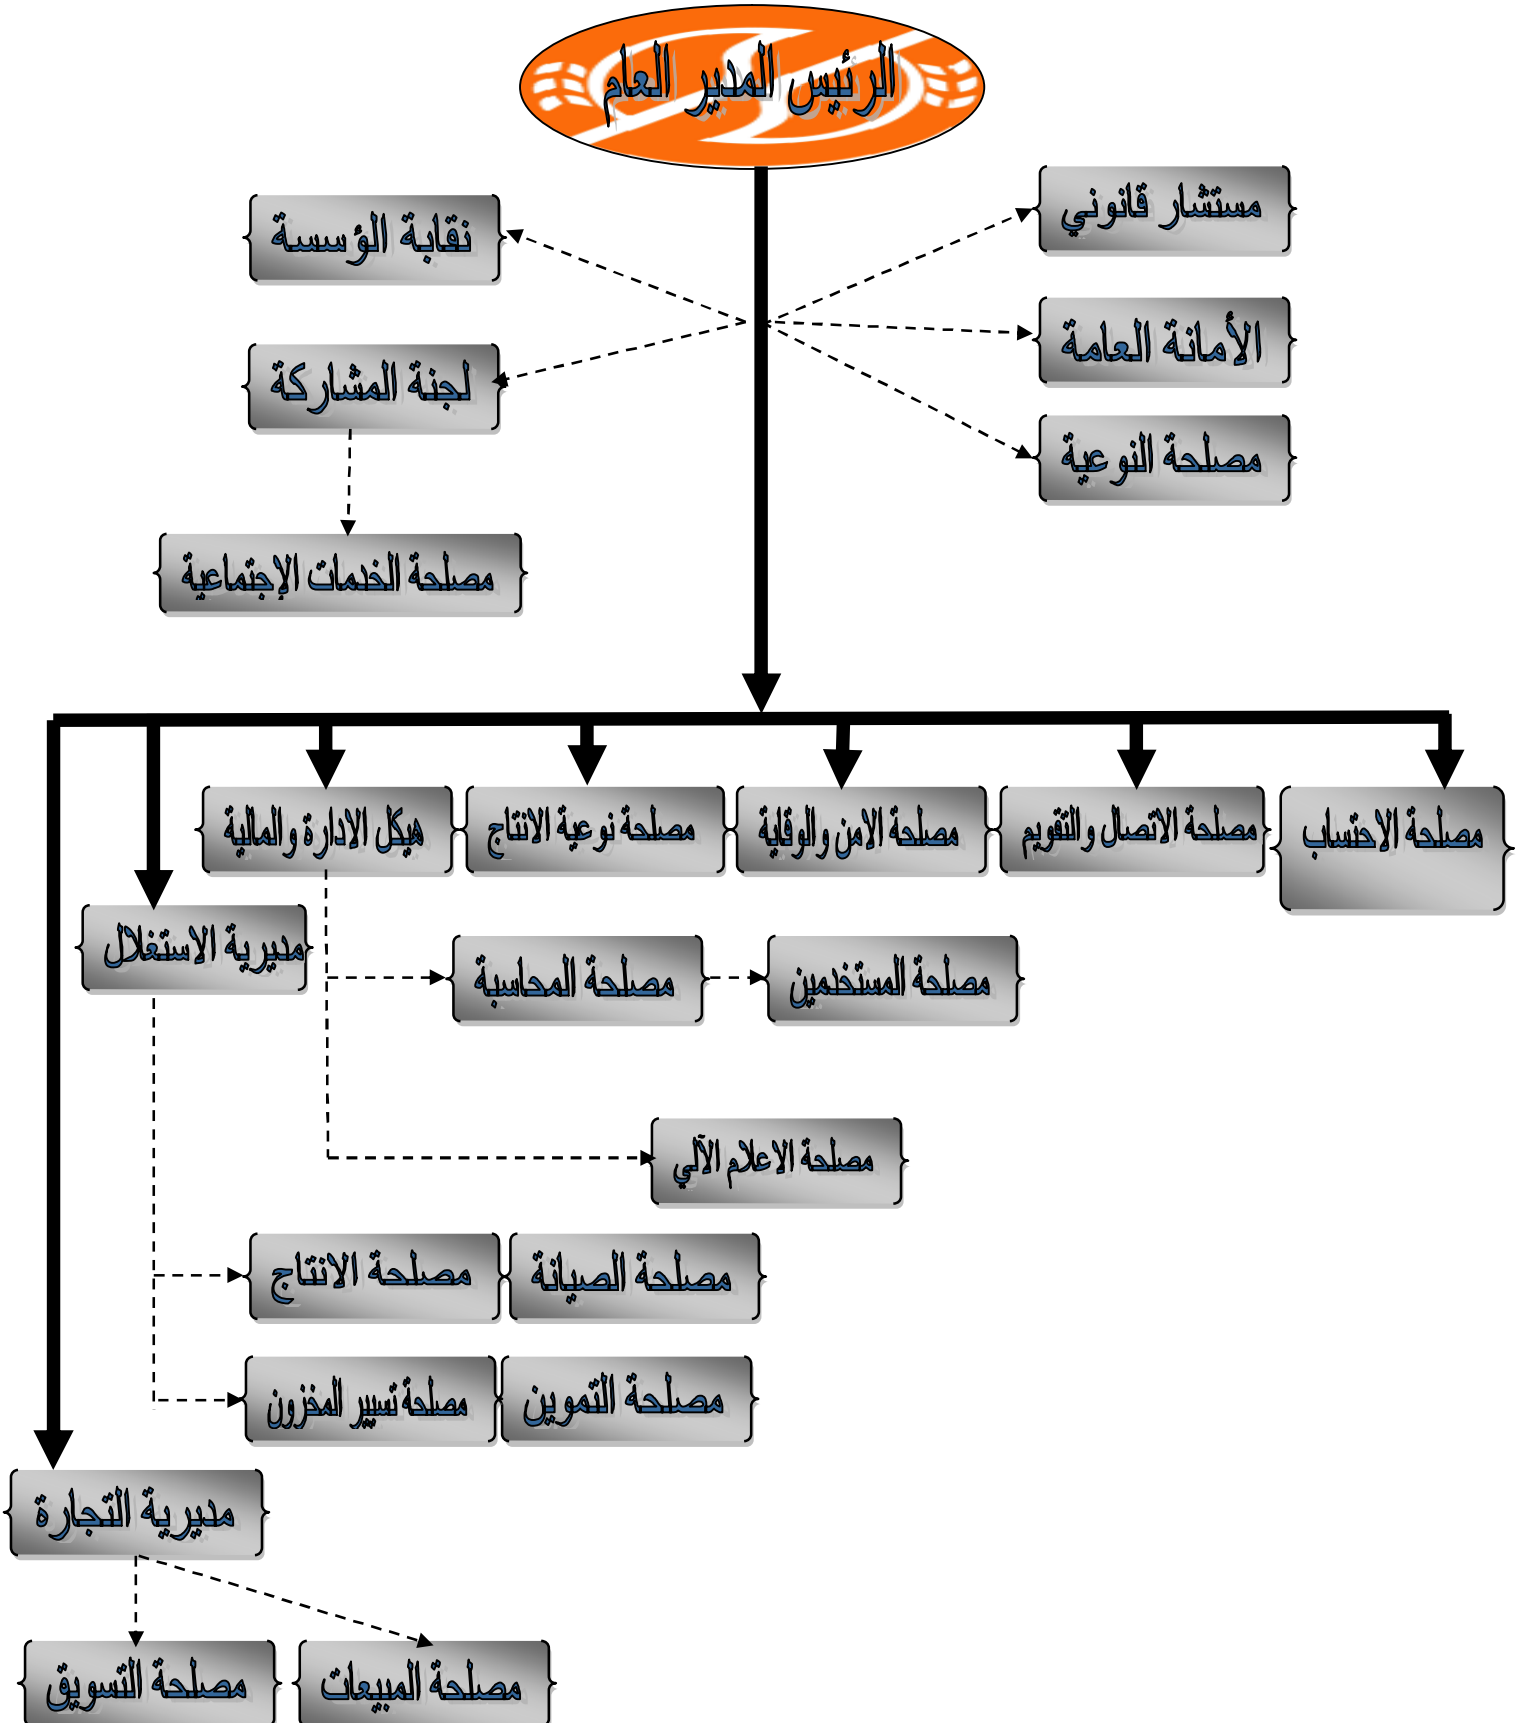 الرئيس المدير العام
مستشار قانوني
نقابة الؤسسة
الأمانة العامة
لجنة المشاركة
مصلحة النوعية
مصلحة الخدمات الإجتماعية
مصلحة الاحتساب
مصلحة الاتصال والتقويم
مصلحة الامن والوقاية
مصلحة نوعية الانتاج
هيكل الادارة والمالية
مديرية الاستغلال
مصلحة المستخدمين
مصلحة المحاسبة
مصلحة الاعلام الآلي
مصلحة الصيانة
مصلحة الانتاج
مصلحة التموين
مصلحة تسيير المخزون
مديرية التجارة
مصلحة المبيعات
مصلحة التسويق